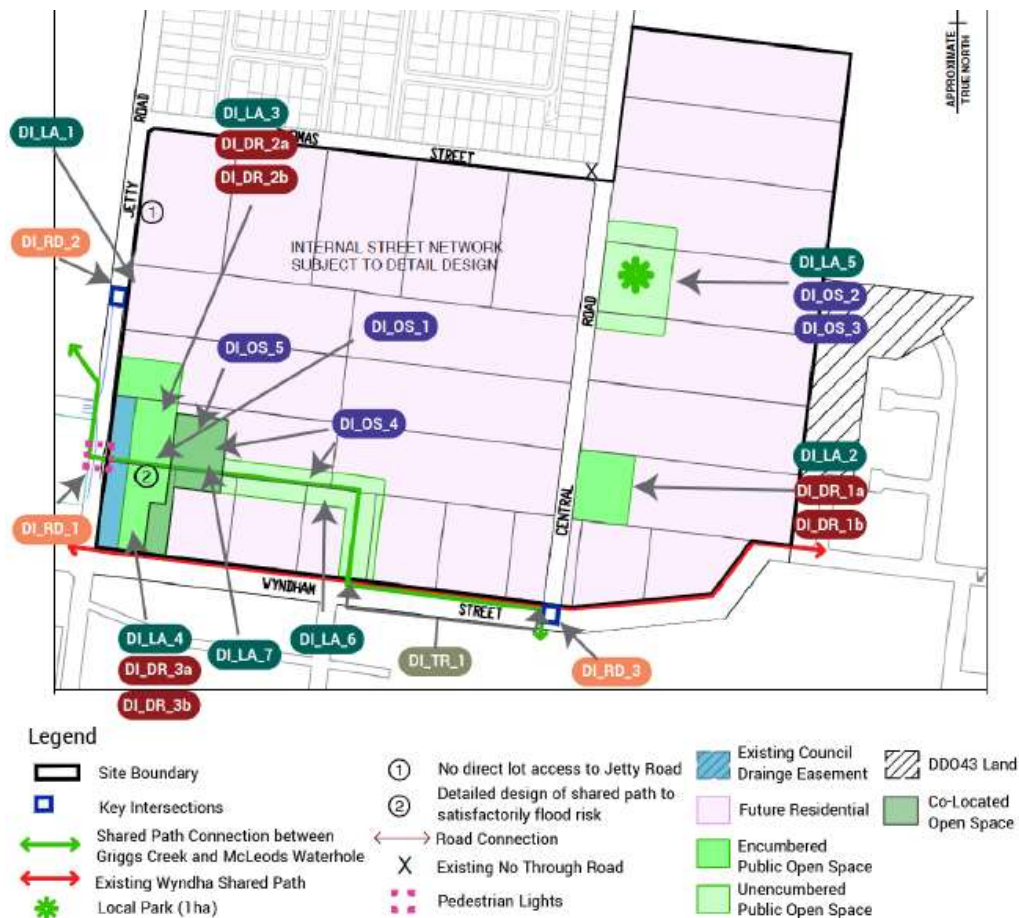 APPROXIMATE
TRUE NORTH
DI_LA_1
ROAD
JETTY
DI_LA_3
DI_DR_2a
DI_DR_2b
STREET
X
1
DI_RD_2
INTERNAL STREET NETWORK
SUBJECT TO DETAIL DESIGN
DI_LA_5
DI_OS_2
DI_OS_3
ROAD
CENTRAL
DI_OS_1
DI_OS_5
DI_OS_4
DI_LA_2
DI_DR_1a
DI_DR_1b
2
DI_RD_1
WYNDHAM
STREET
DI_LA_4
DI_DR_3a
DI_DR_3b
DI_LA_7
DI_LA_6
DI_TR_1
DI_RD_3
Legend
Site Boundary
Key Intersections
Shared Path Connection between
Griggs Creek and McLeods Waterhole
Existing Wyndha Shared Path
Local Park (1ha)
1 No direct lot access to Jetty Road
2 Detailed design of shared path to
satisfactorily flood risk
Road Connection
X Existing No Through Road
Pedestrian Lights
Existing Council
Drainge Easement
Future Residential
Encumbered
Public Open Space
Unencumbered
Public Open Space
DDO43 Land
Co-Located
Open Space